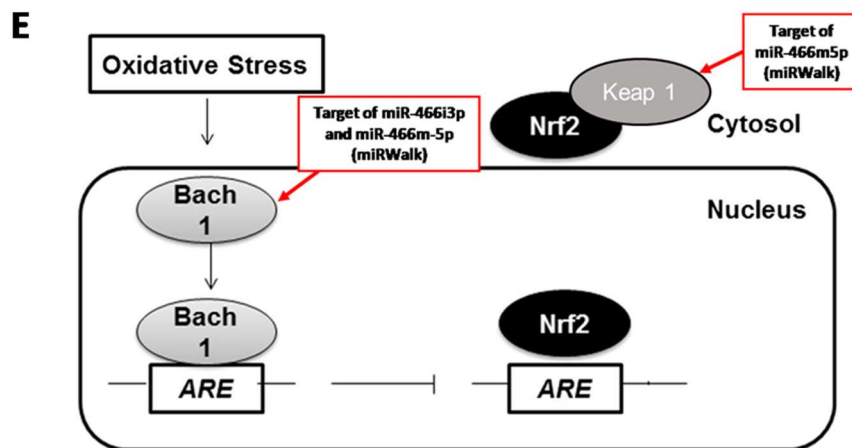 E
Oxidative Stress
Target of miR-466i3p
and miR-466m-5p
(miRWalk)
Target of
miR-466m5p
(miRWalk)
Keap 1
Nrf2
Cytosol
Nucleus
Bach
1
Bach
1
ARE
Nrf2
ARE